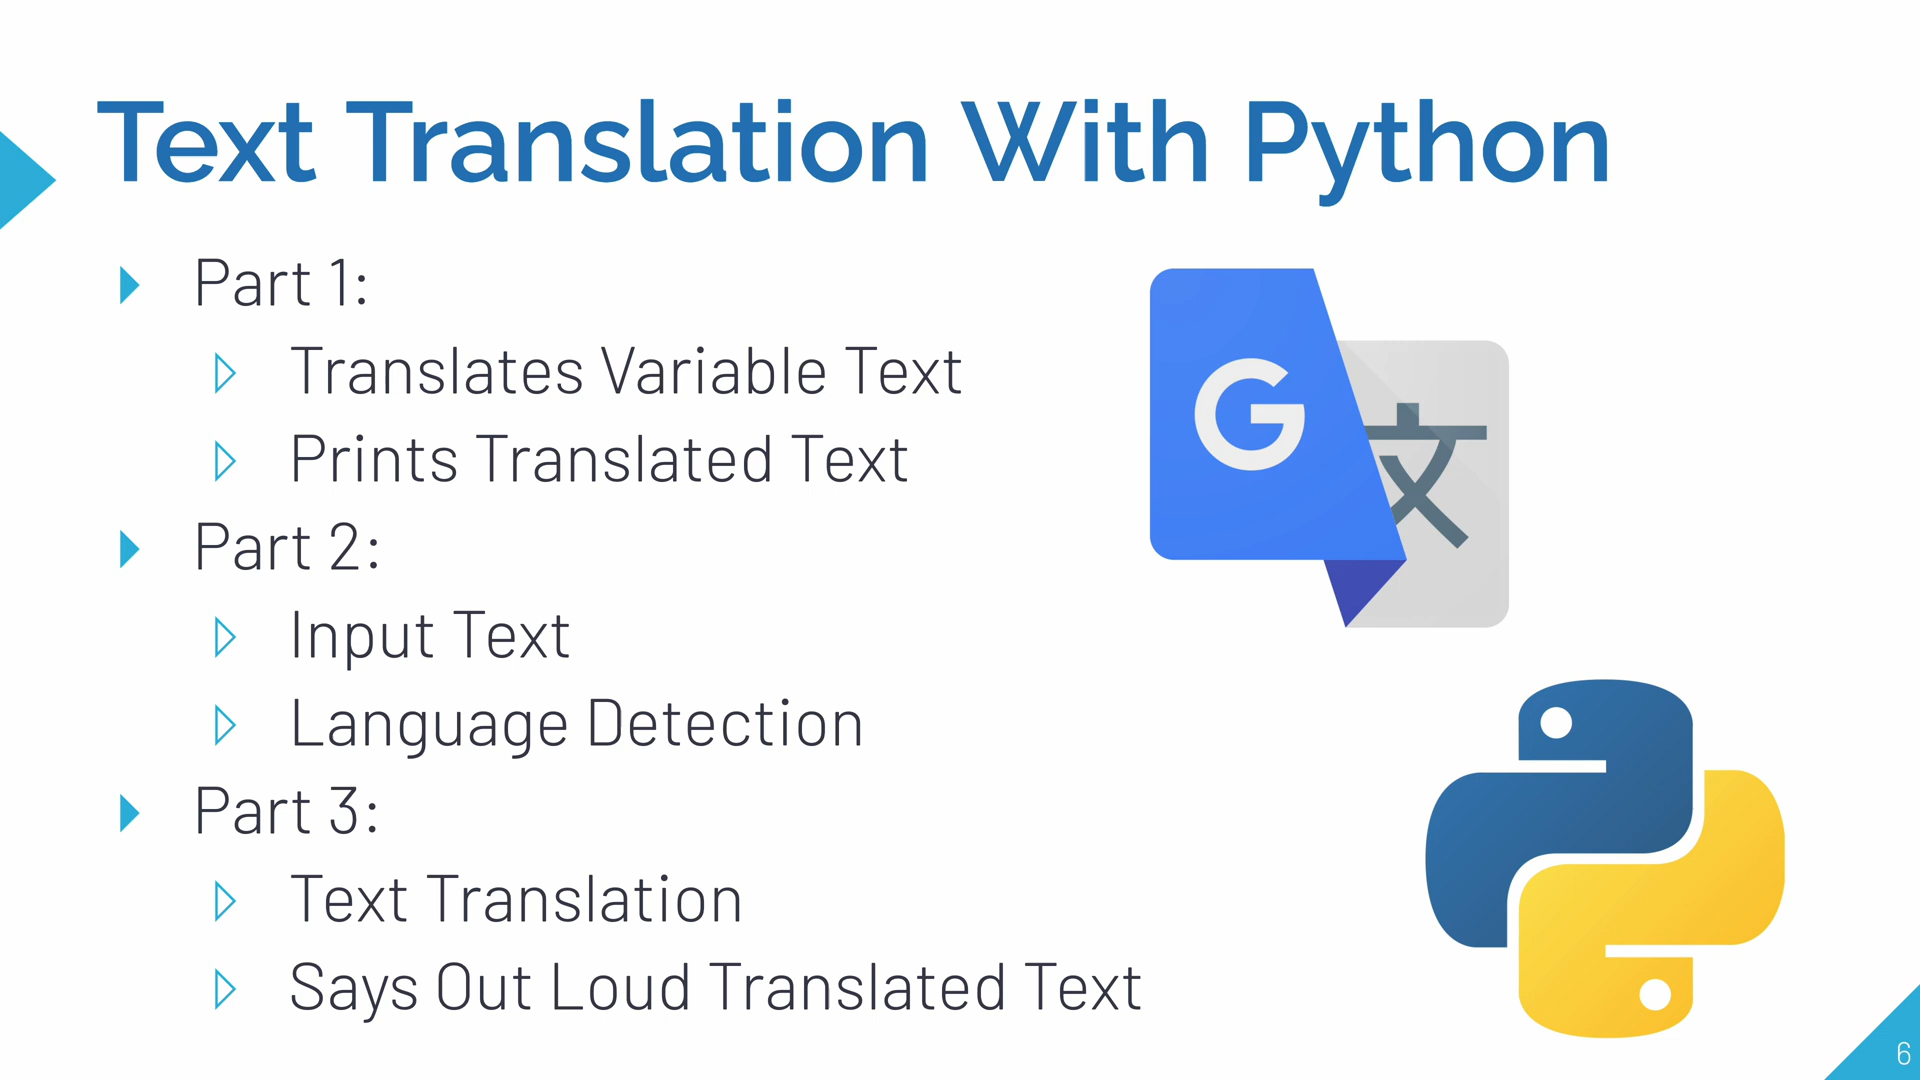 Text Translation With Python
Part 1:
Translates Variable Text
Prints Translated Text
Part 2:
Input Text
Language Detection
Part 3:
Text Translation
Says Out Loud Translated Text
G
文
6